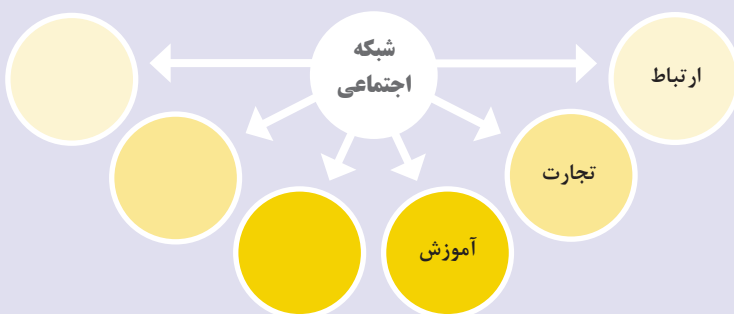 شبکه
اجتماعی
ارتباط
تجارت
آموزش